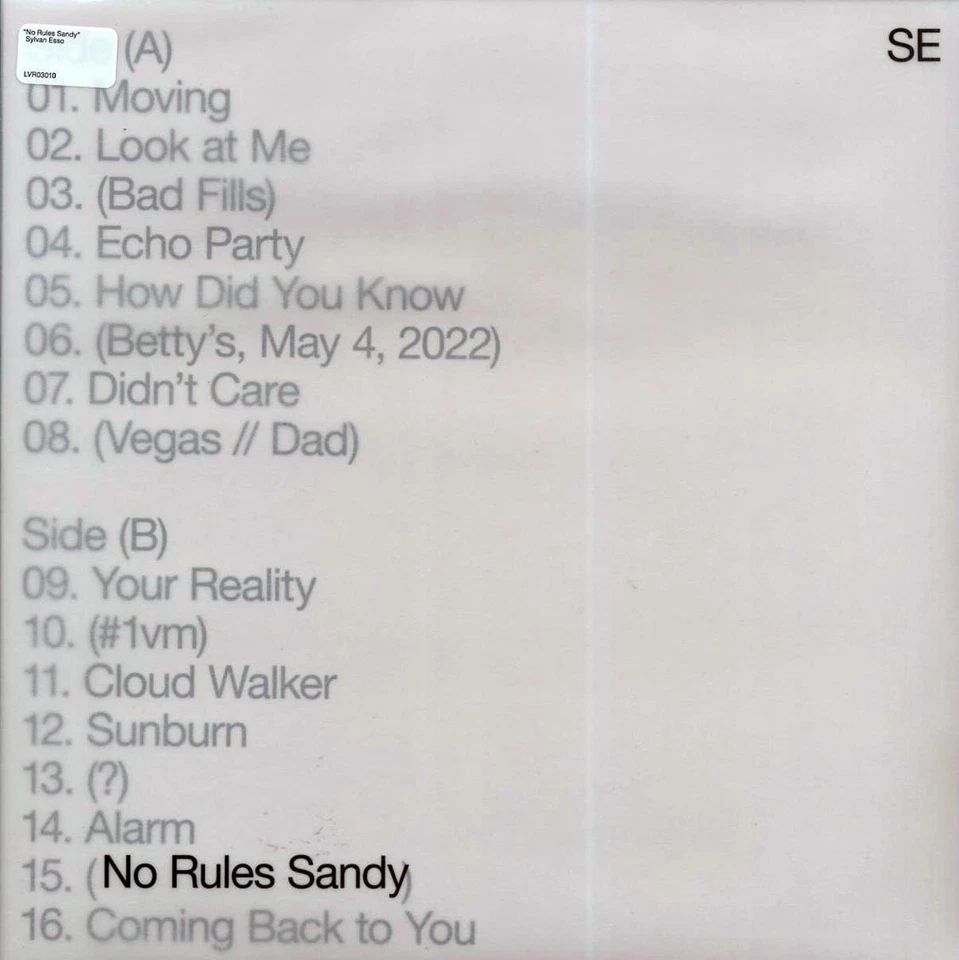 "No Rules Sandy"
Sylvan Esso
LVR03010
SE
(A)
01. Moving
02. Look at Me
03. (Bad Fills)
04. Echo Party
05. How Did You Know
06. (Betty's, May 4, 2022)
07. Didn't Care
08. (Vegas // Dad)
Side (B)
09. Your Reality
10. (#1vm)
11. Cloud Walker
12. Sunburn
13. (?)
14. Alarm
15. (No Rules Sandy)
16. Coming Back to You